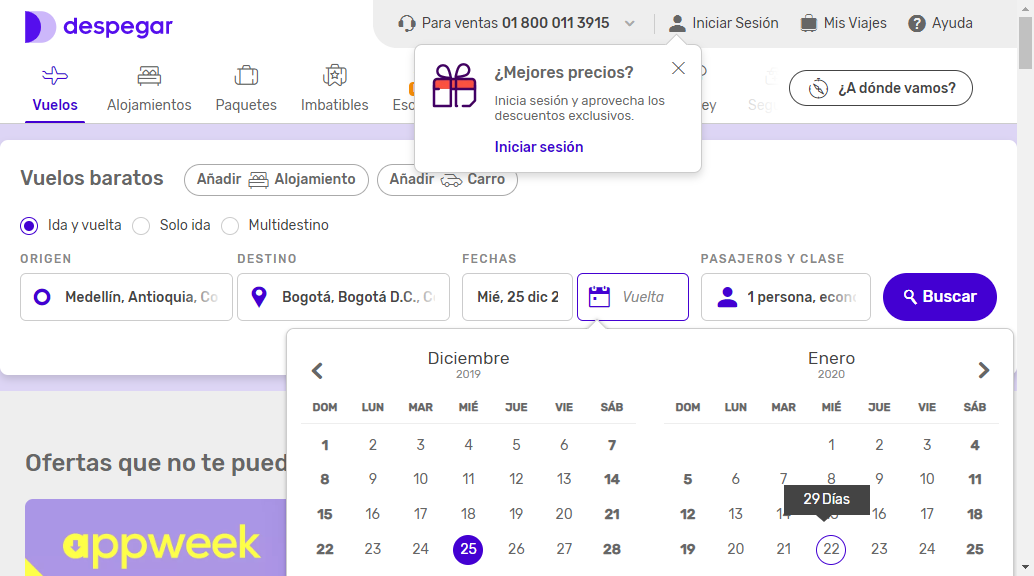 despegar
Para ventas 01 800 011 3915
Iniciar Sesión
Mis Viajes
Ayuda
Vuelos
Alojamientos
Paquetes
Imbatibles
¿A dónde vamos?
¿Mejores precios?
Inicia sesión y aprovecha los
descuentos exclusivos.
Iniciar sesión
Vuelos baratos
Añadir Alojamiento
Añadir Carro
Ida y vuelta
Solo ida
Multidestino
ORIGEN
DESTINO
FECHAS
PASAJEROS Y CLASE
Medellín, Antioquia, Co
Bogotá, Bogotá D.C., C
Mié, 25 dic 2
Vuelta
1 persona, econ
Buscar
Diciembre
2019
DOM LUN MAR MIÉ JUE VIE SÁB
1 2 3 4 5 6 7
8 9 10 11 12 13 14
15 16 17 18 19 20 21
22 23 24 25 26 27 28
Enero
2020
DOM LUN MAR MIÉ JUE VIE SÁB
1 2 3 4
5 6 7 8 9 10 11
29 Días
12 13 14 15 16 17 18
19 20 21 22 23 24 25
Ofertas que no te pued
appweek